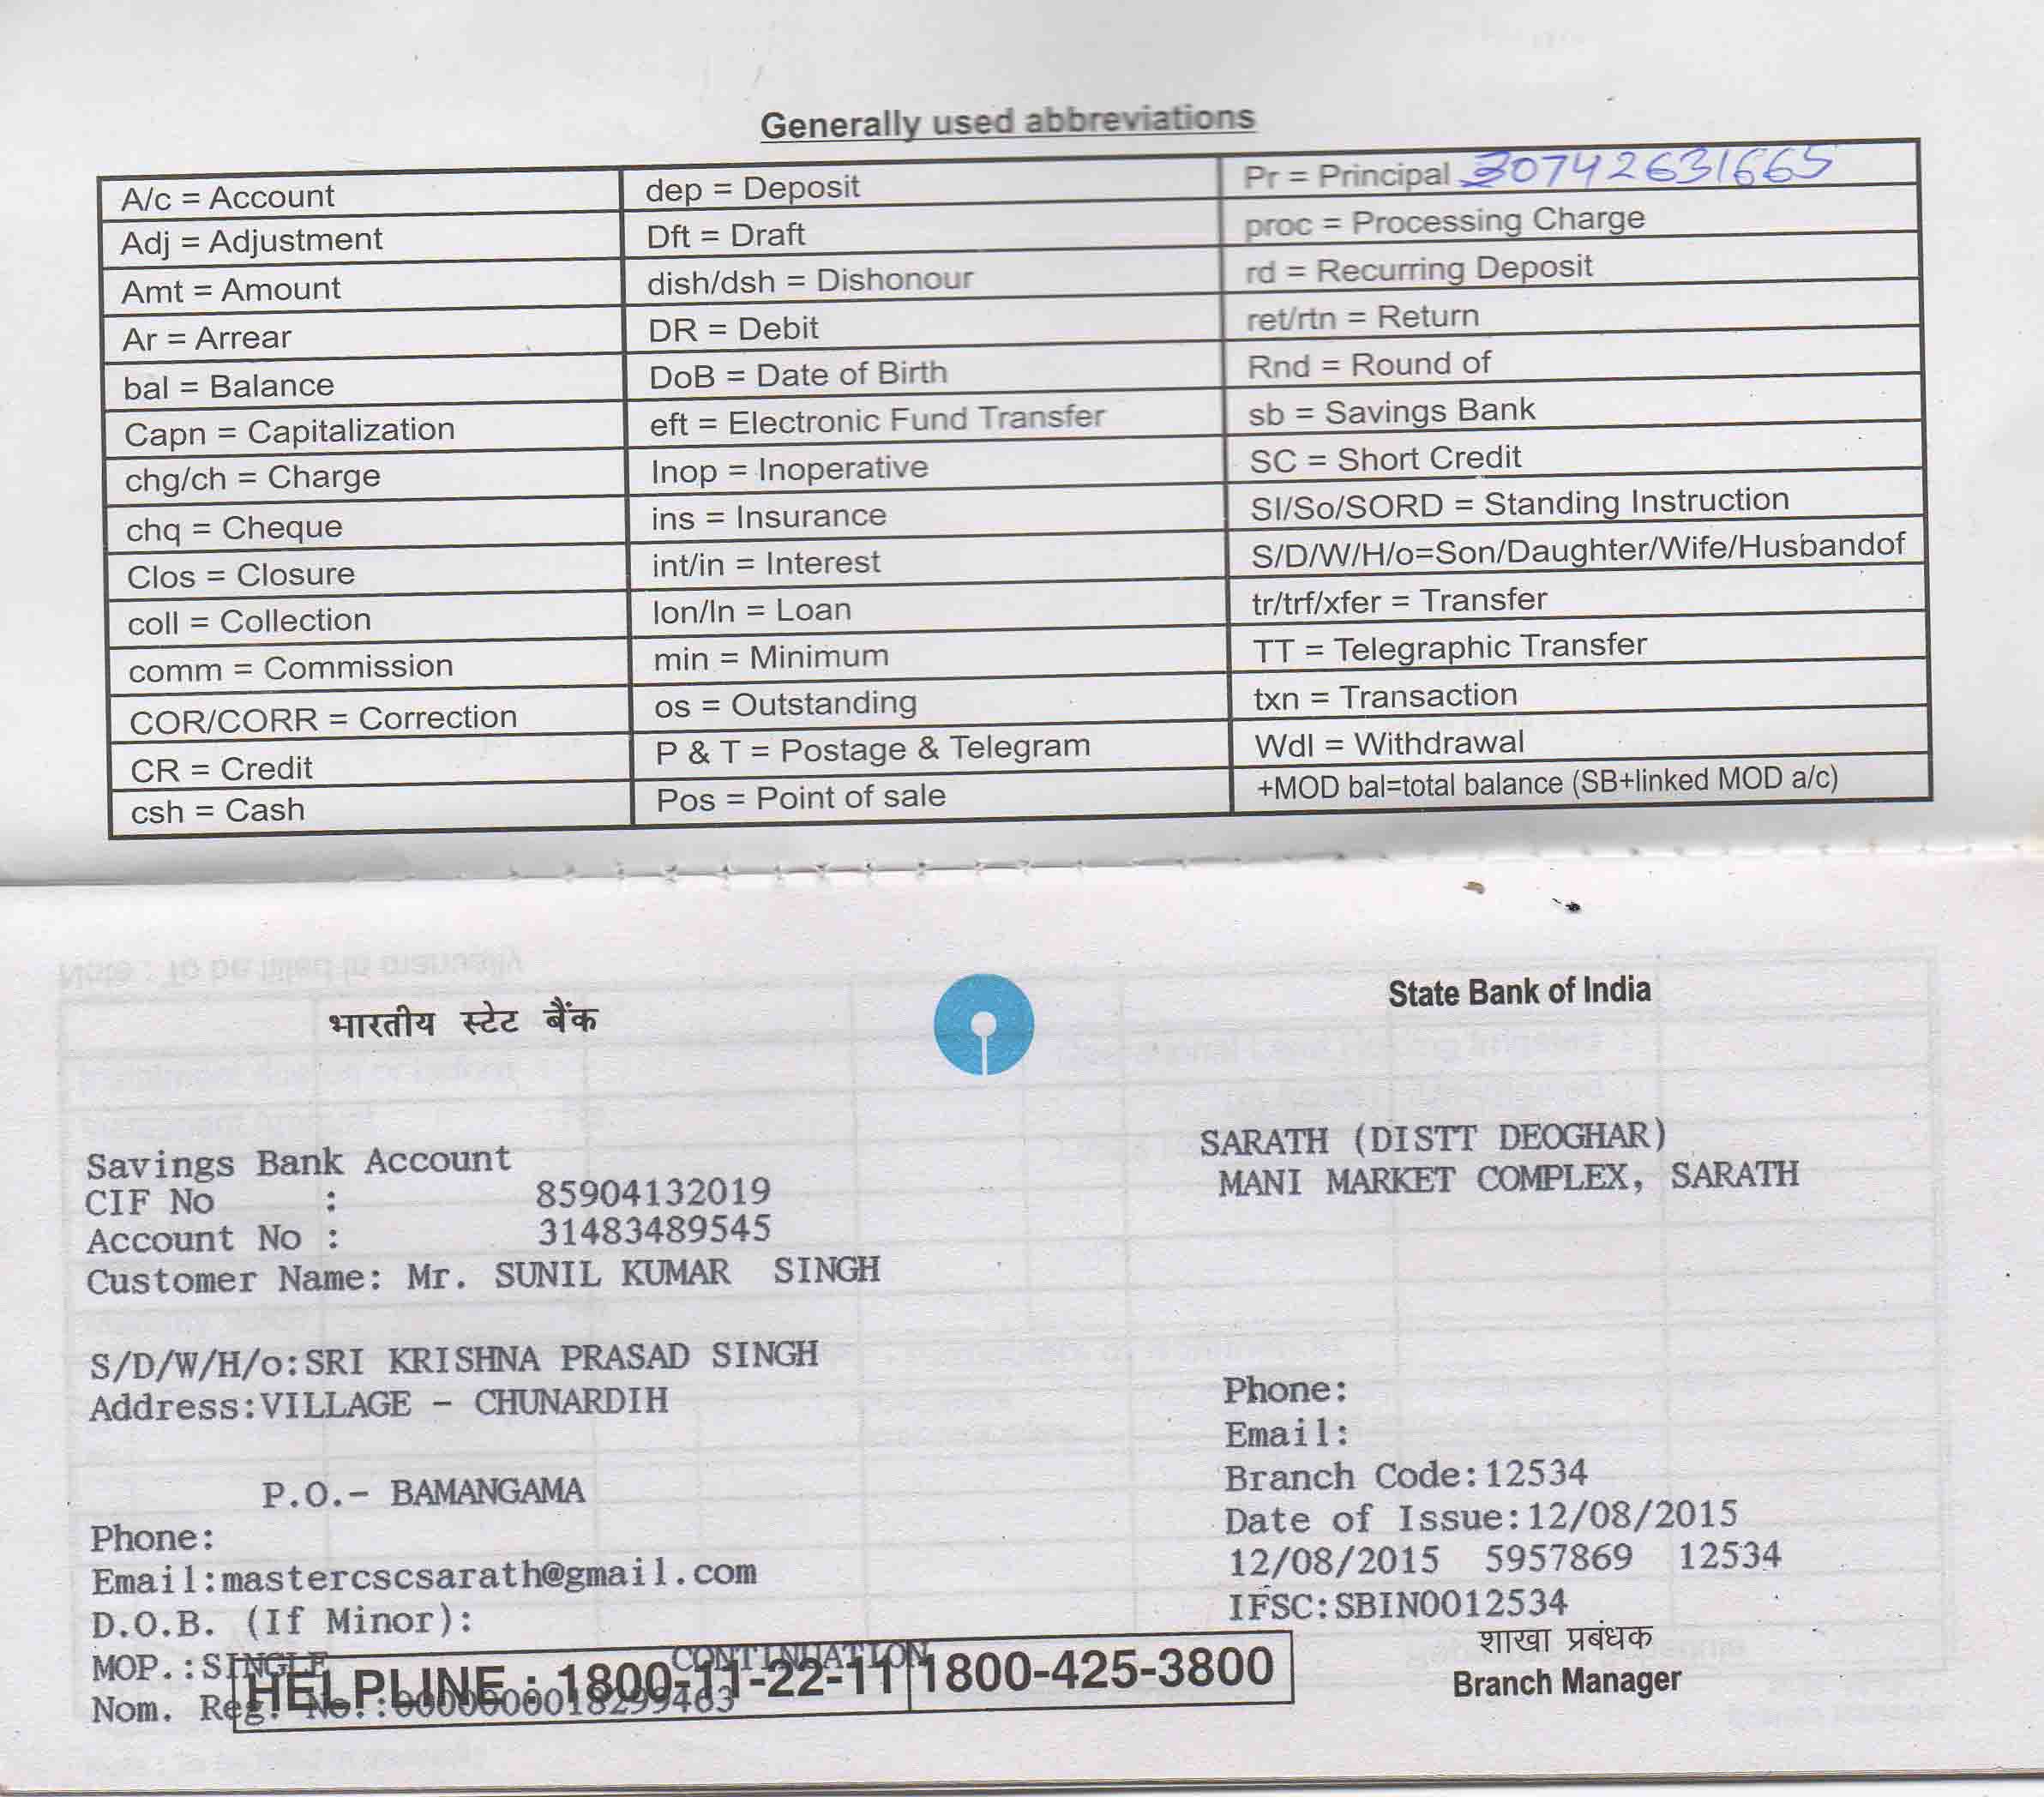 Generally used abbreviations
A/c = Account
Adj = Adjustment
Amt = Amount
Ar = Arrear
bal = Balance
Capn = Capitalization
chg/ch = Charge
chq = Cheque
Clos = Closure
coll = Collection
comm = Commission
COR/CORR = Correction
CR = Credit
csh = Cash
dep = Deposit
Dft = Draft
dish/dsh = Dishonour
DR = Debit
DoB = Date of Birth
eft = Electronic Fund Transfer
Inop = Inoperative
ins = Insurance
int/in = Interest
lon/ln = Loan
min = Minimum
os = Outstanding
P & T = Postage & Telegram
Pos = Point of sale
Pr = Principal 30742631665
proc = Processing Charge
rd = Recurring Deposit
ret/rtn = Return
Rnd = Round of
sb = Savings Bank
SC = Short Credit
SI/So/SORD = Standing Instruction
S/D/W/H/o=Son/Daughter/Wife/Husbandof
tr/trf/xfer = Transfer
TT = Telegraphic Transfer
txn = Transaction
Wdl = Withdrawal
+MOD bal=total balance (SB+linked MOD a/c)
भारतीय स्टेट बैंक
State Bank of India
Savings Bank Account
CIF No : 85904132019
Account No : 31483489545
Customer Name: Mr. SUNIL KUMAR SINGH
S/D/W/H/o:SRI KRISHNA PRASAD SINGH
Address:VILLAGE - CHUNARDIH
P.O.- BAMANGAMA
Phone:
Email:mastercscsarath@gmail.com
D.O.B. (If Minor):
MOP.:SINGLE CONTINUATION
Nom. Reg. No.:0000000018299463
HELPLINE : 1800-11-22-11 1800-425-3800
SARATH (DISTT DEOGHAR)
MANI MARKET COMPLEX, SARATH
Phone:
Email:
Branch Code:12534
Date of Issue:12/08/2015
12/08/2015 5957869 12534
IFSC:SBIN0012534
शाखा प्रबंधक
Branch Manager